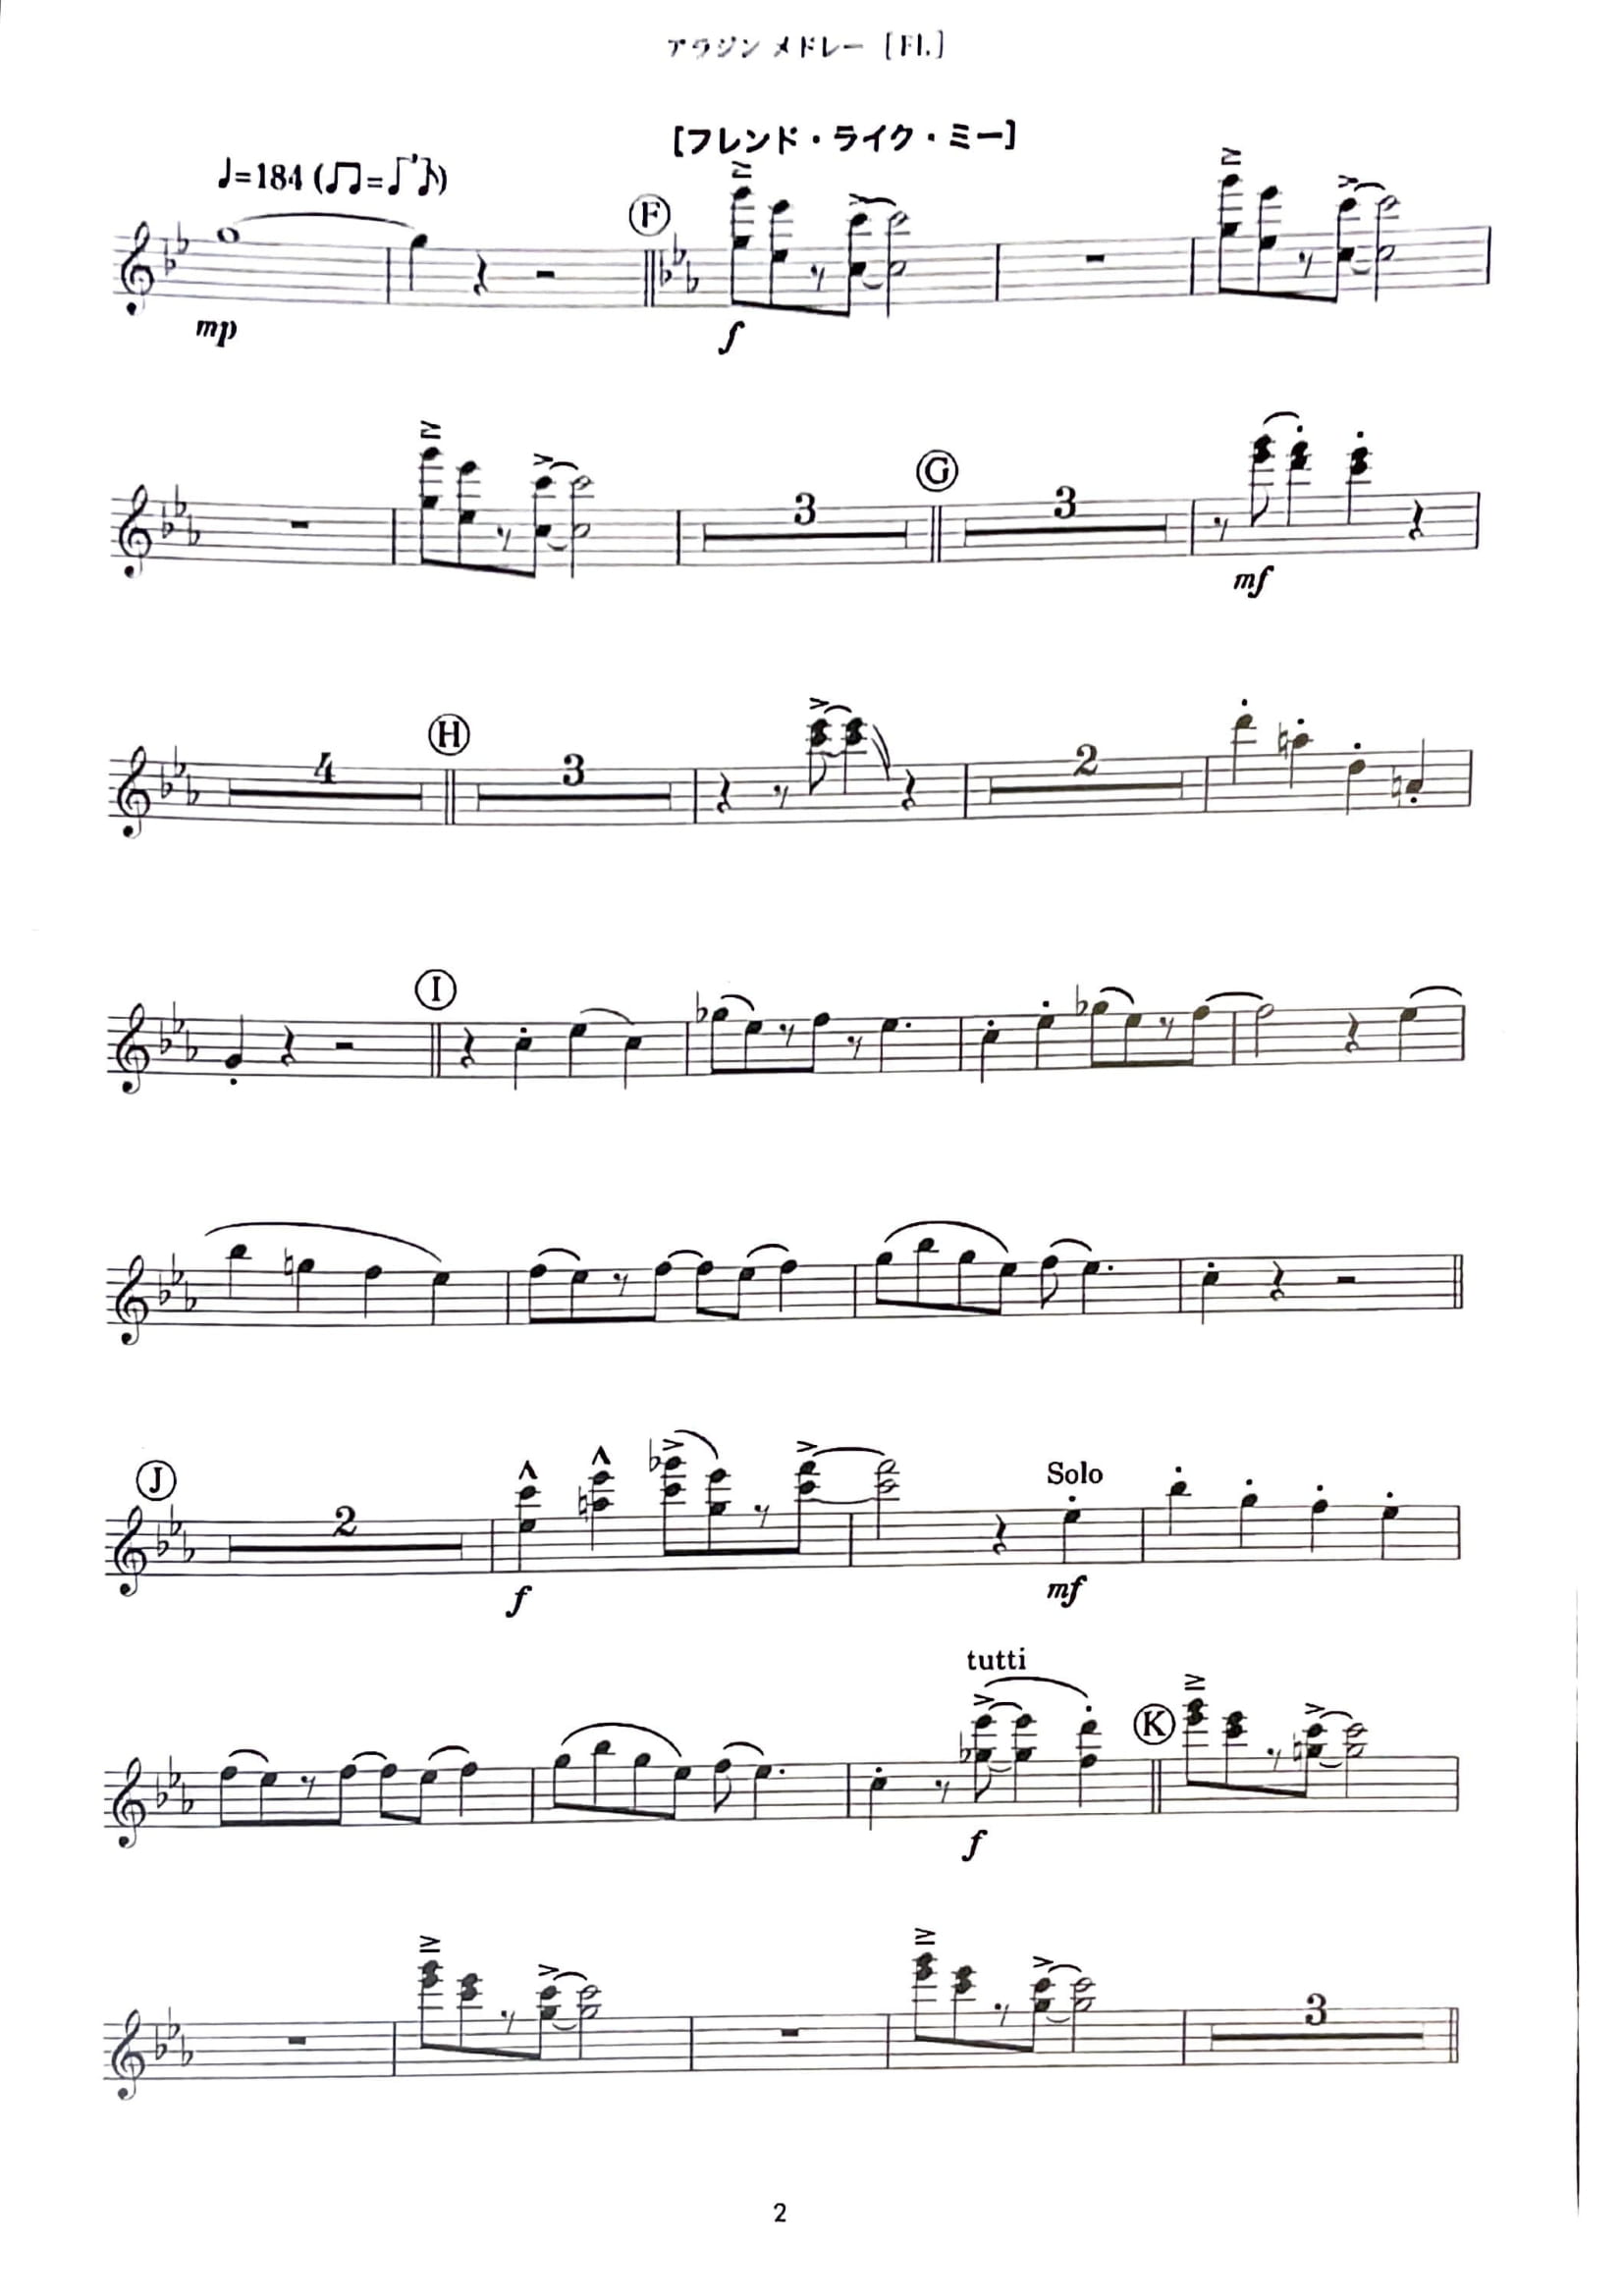 アラジン メドレー [Fl.]
[フレンド・ライク・ミー]
♩=184 (♫=♩ ♪)
F
mp f
3 G 3
mf
4 H 3 2
I
J 2 Solo
f mf
tutti
K
f
3
2